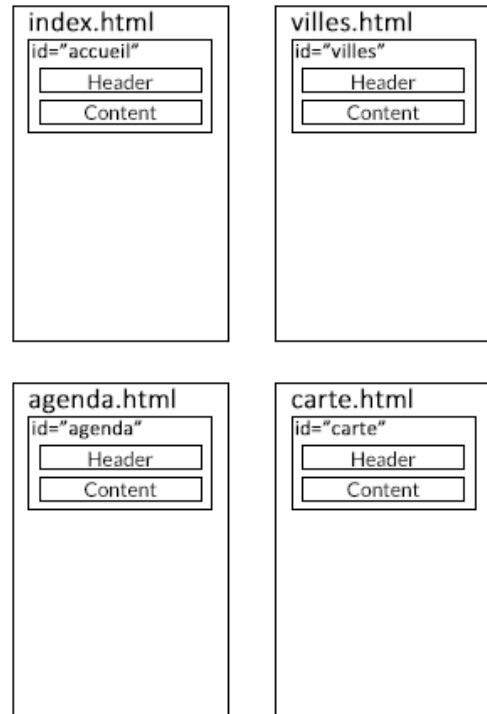 index.html
id=”accueil”
Header
Content
villes.html
id=”villes”
Header
Content
agenda.html
id=”agenda”
Header
Content
carte.html
id=”carte”
Header
Content